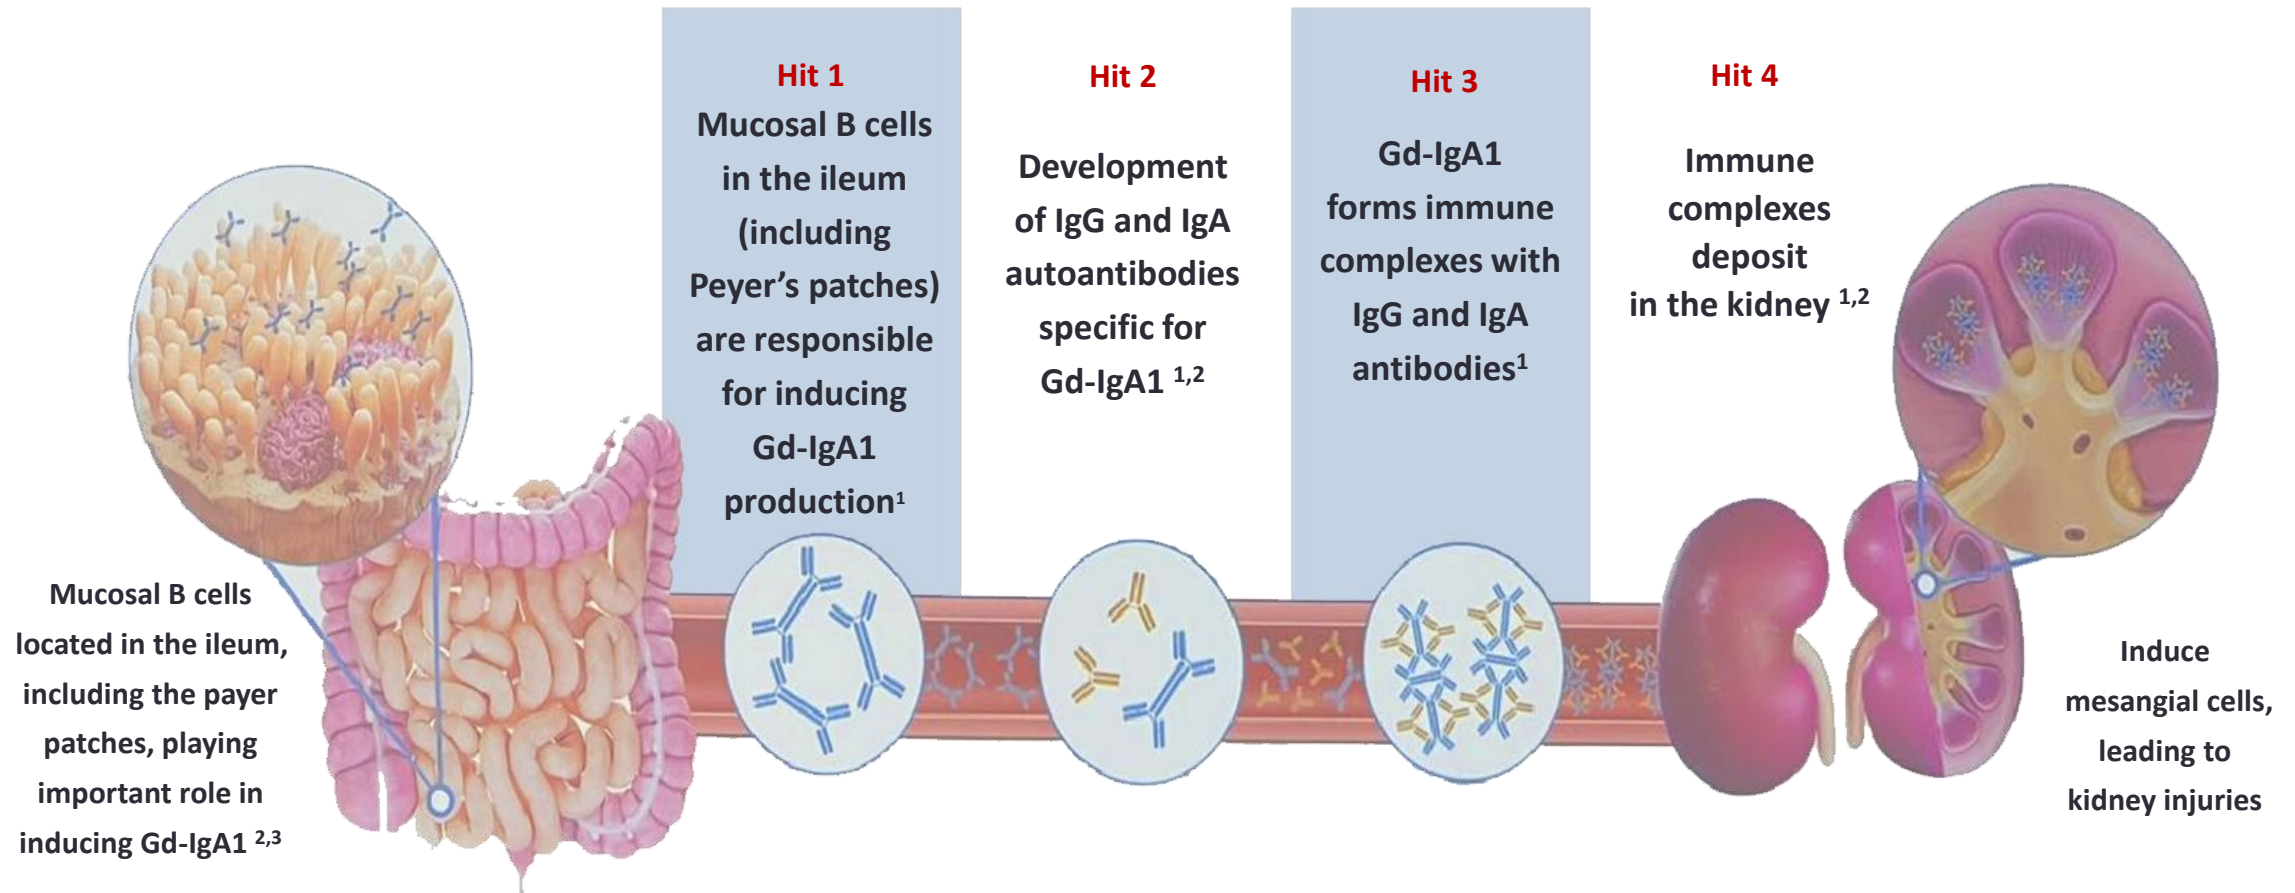 Hit 1
Mucosal B cells
in the ileum
(including
Peyer’s patches)
are responsible
for inducing
Gd-IgA1
production¹
Hit 2
Development
of IgG and IgA
autoantibodies
specific for
Gd-IgA1 ¹,²
Hit 3
Gd-IgA1
forms immune
complexes with
IgG and IgA
antibodies¹
Hit 4
Immune
complexes
deposit
in the kidney ¹,²
Mucosal B cells
located in the ileum,
including the payer
patches, playing
important role in
inducing Gd-IgA1 ²,³
Induce
mesangial cells,
leading to
kidney injuries